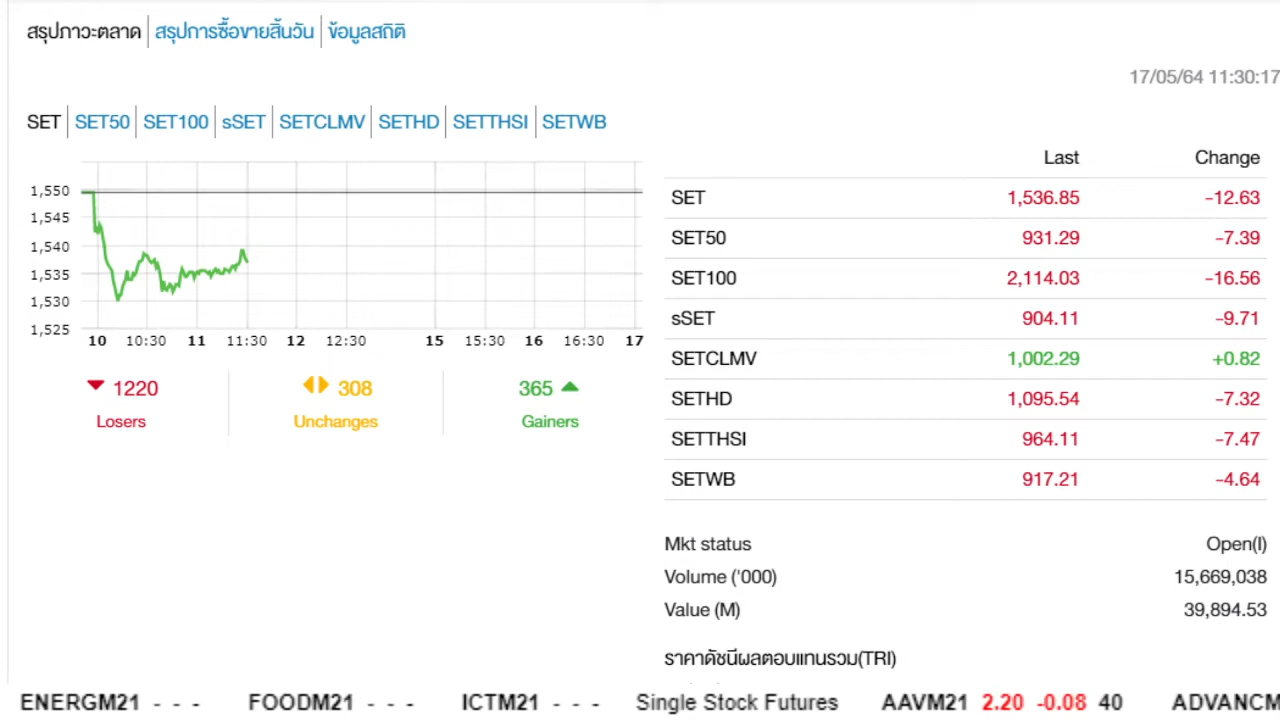 สรุปภาวะตลาด สรุปการซื้อขายสิ้นวัน ข้อมูลสถิติ
17/05/64 11:30:17
SET SET50 SET100 sSET SETCLMV SETHD SETTHSI SETWB
Last Change
1,550
1,545
1,540
1,535
1,530
1,525
10 10:30 11 11:30 12 12:30 15 15:30 16 16:30 17
1220 308 365
Losers Unchanges Gainers
SET 1,536.85 -12.63
SET50 931.29 -7.39
SET100 2,114.03 -16.56
sSET 904.11 -9.71
SETCLMV 1,002.29 +0.82
SETHD 1,095.54 -7.32
SETTHSI 964.11 -7.47
SETWB 917.21 -4.64
Mkt status Open(I)
Volume ('000) 15,669,038
Value (M) 39,894.53
ราคาดัชนีผลตอบแทนรวม(TRI)
ENERGM21 - - - FOODM21 - - - ICTM21 - - - Single Stock Futures AAVM21 2.20 -0.08 40 ADVANCM